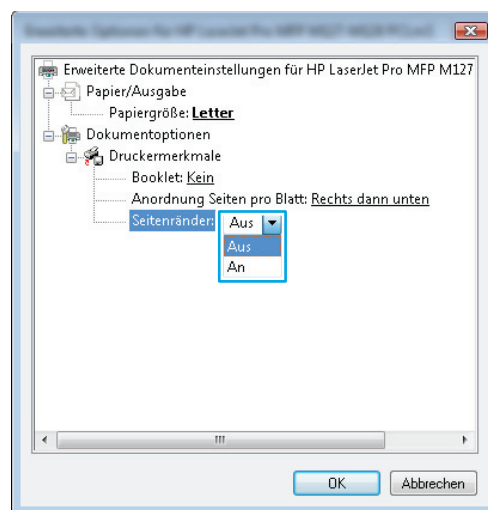 Erweiterte Dokumenteinstellungen für HP LaserJet Pro MFP M127
Papier/Ausgabe
Papiergröße: Letter
Dokumentoptionen
Druckermerkmale
Booklet: Kein
Anordnung Seiten pro Blatt: Rechts dann unten
Seitenränder: Aus
Aus
An
OK Abbrechen